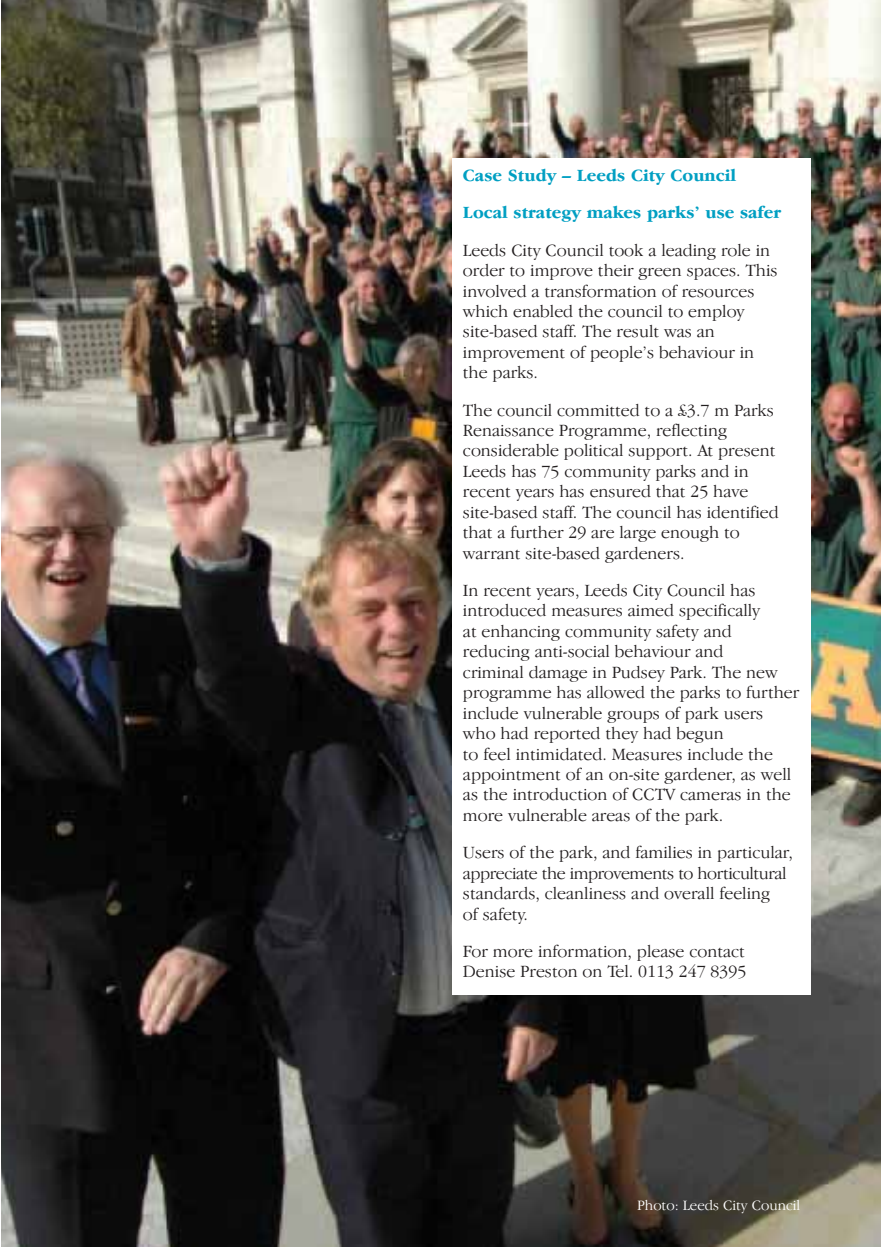 Case Study – Leeds City Council
Local strategy makes parks' use safer
Leeds City Council took a leading role in
order to improve their green spaces. This
involved a transformation of resources
which enabled the council to employ
site-based staff. The result was an
improvement of people's behaviour in
the parks.
The council committed to a £3.7 m Parks
Renaissance Programme, reflecting
considerable political support. At present
Leeds has 75 community parks and in
recent years has ensured that 25 have
site-based staff. The council has identified
that a further 29 are large enough to
warrant site-based gardeners.
In recent years, Leeds City Council has
introduced measures aimed specifically
at enhancing community safety and
reducing anti-social behaviour and
criminal damage in Pudsey Park. The new
programme has allowed the parks to further
include vulnerable groups of park users
who had reported they had begun
to feel intimidated. Measures include the
appointment of an on-site gardener, as well
as the introduction of CCTV cameras in the
more vulnerable areas of the park.
Users of the park, and families in particular,
appreciate the improvements to horticultural
standards, cleanliness and overall feeling
of safety.
For more information, please contact
Denise Preston on Tel. 0113 247 8395
A
Photo: Leeds City Council